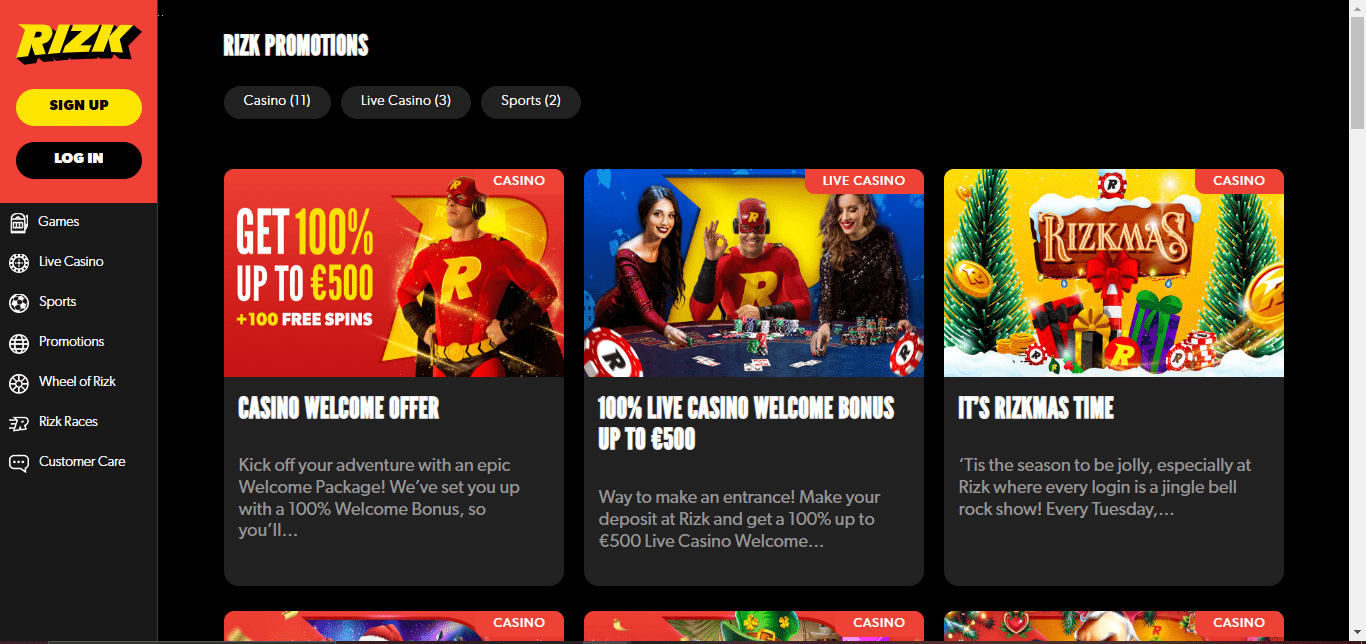 RIZK
SIGN UP
LOG IN
Games
Live Casino
Sports
Promotions
Wheel of Rizk
Rizk Races
Customer Care
RIZK PROMOTIONS
Casino (11)
Live Casino (3)
Sports (2)
CASINO
GET 100%
UP TO €500
+100 FREE SPINS
CASINO WELCOME OFFER
Kick off your adventure with an epic
Welcome Package! We’ve set you up
with a 100% Welcome Bonus, so
you’ll…
LIVE CASINO
100% LIVE CASINO WELCOME BONUS
UP TO €500
Way to make an entrance! Make your
deposit at Rizk and get a 100% up to
€500 Live Casino Welcome…
CASINO
RIZKMAS
IT’S RIZKMAS TIME
‘Tis the season to be jolly, especially at
Rizk where every login is a jingle bell
rock show! Every Tuesday,…
CASINO
CASINO
CASINO